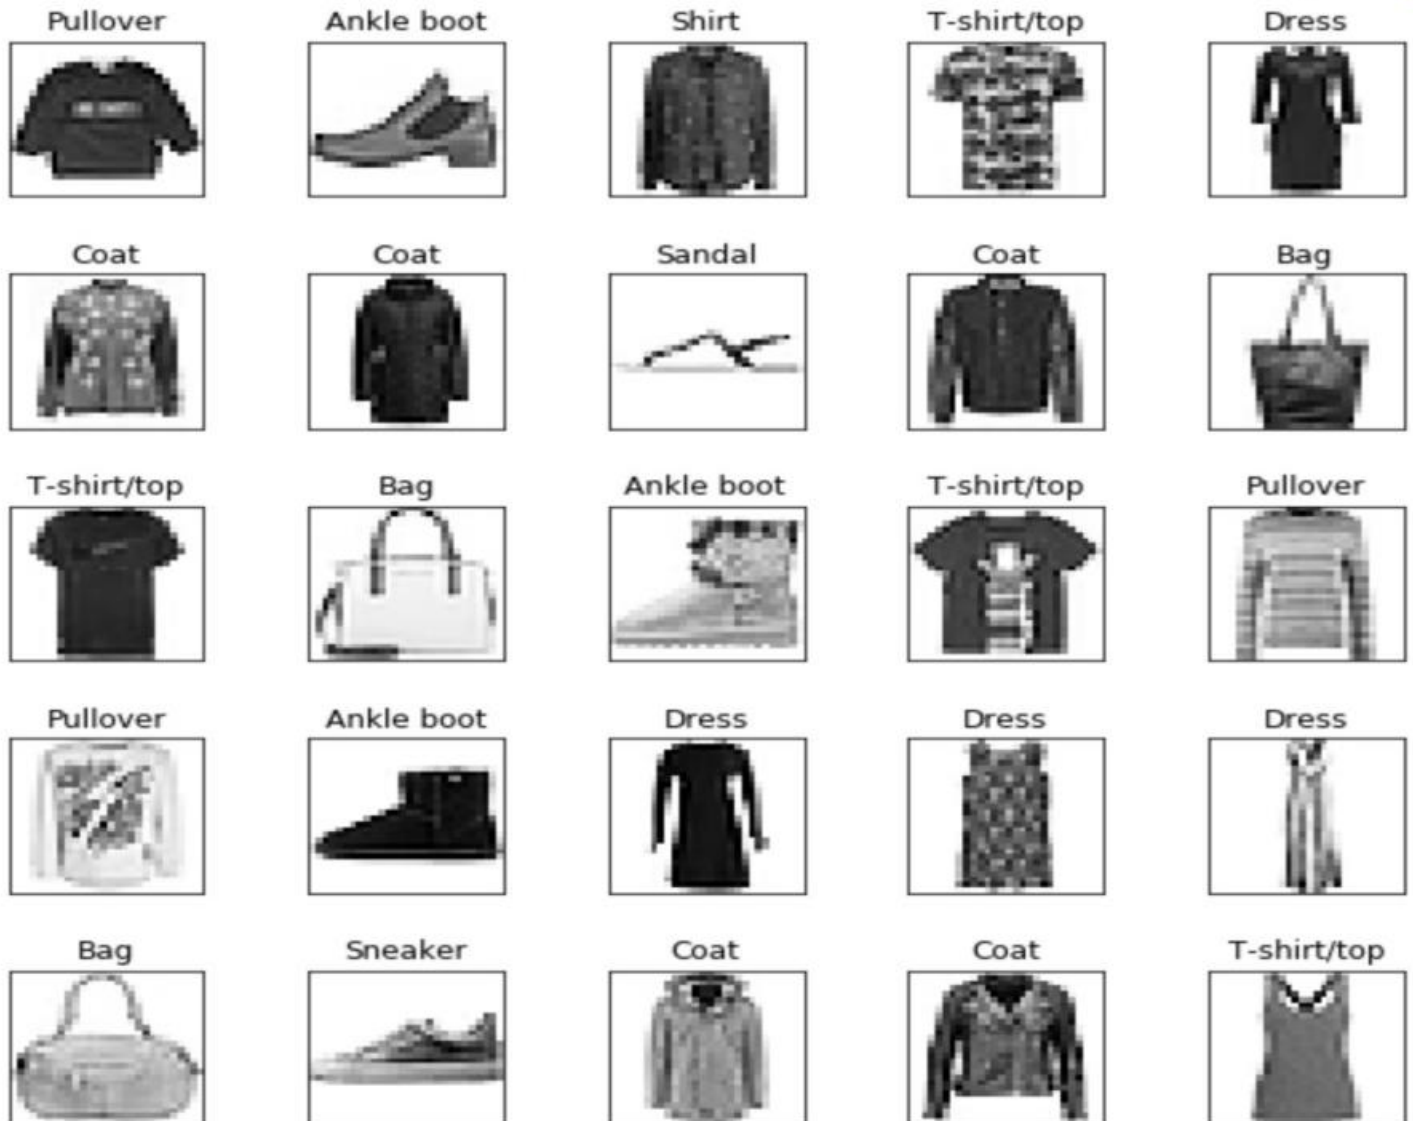 Pullover Ankle boot Shirt T-shirt/top Dress
Coat Coat Sandal Coat Bag
T-shirt/top Bag Ankle boot T-shirt/top Pullover
Pullover Ankle boot Dress Dress Dress
Bag Sneaker Coat Coat T-shirt/top